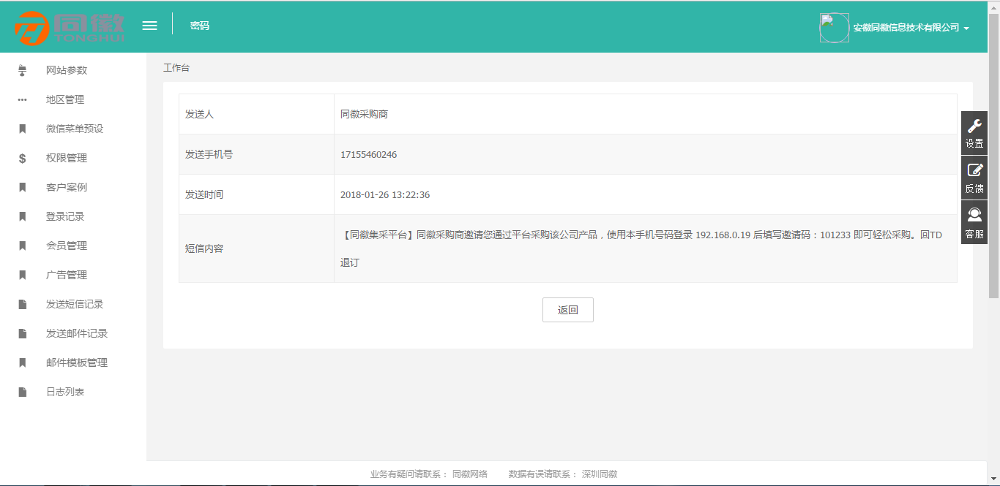 同徽
TONGHUI
密码
安徽同徽信息技术有限公司
网站参数
地区管理
微信菜单预设
权限管理
客户案例
登录记录
会员管理
广告管理
发送短信记录
发送邮件记录
邮件模板管理
日志列表
工作台
发送人 同徽采购商
发送手机号 17155460246
发送时间 2018-01-26 13:22:36
短信内容
【同徽集采平台】同徽采购商邀请您通过平台采购该公司产品，使用本手机号码登录 192.168.0.19 后填写邀请码：101233 即可轻松采购。回TD
退订
返回
设置
反馈
客服
业务有疑问请联系： 同徽网络 数据有误请联系： 深圳同徽